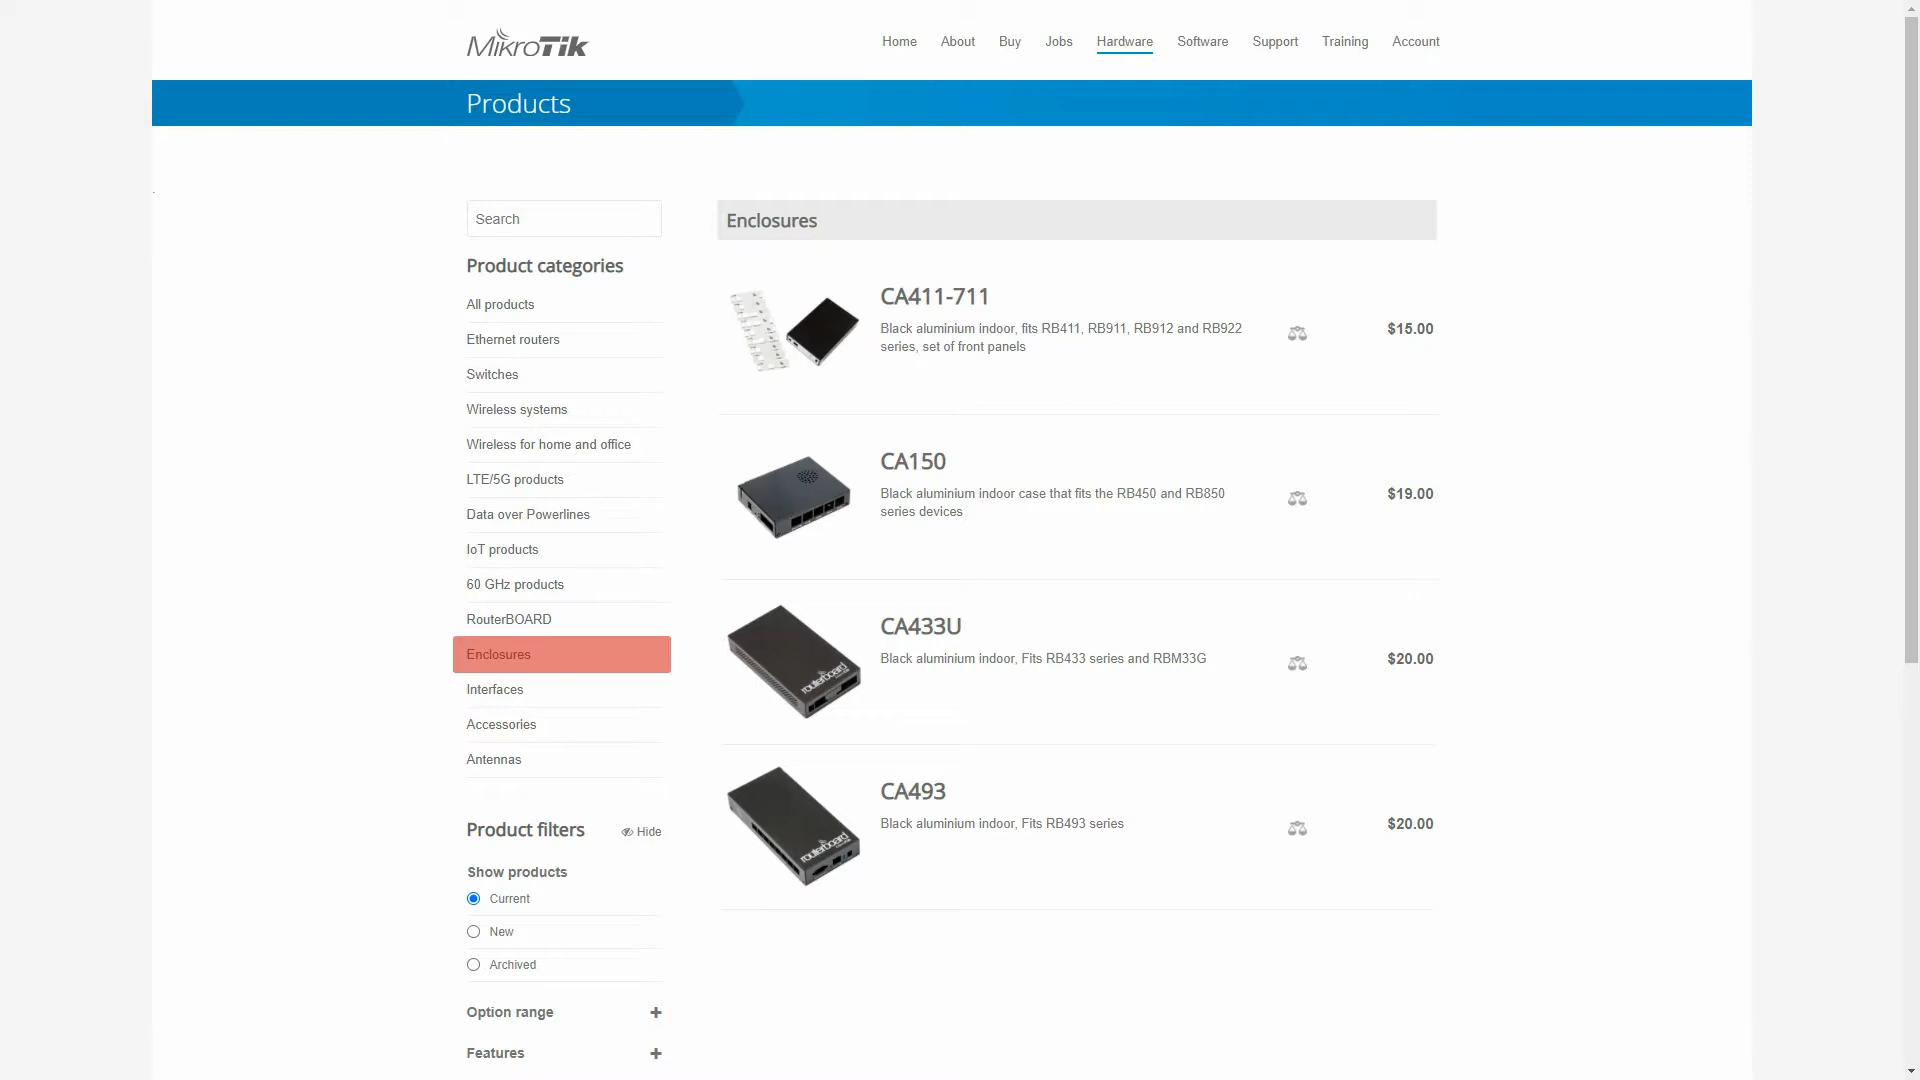 MikroTik
Home About Buy Jobs Hardware Software Support Training Account
Products
Search
Product categories
All products
Ethernet routers
Switches
Wireless systems
Wireless for home and office
LTE/5G products
Data over Powerlines
IoT products
60 GHz products
RouterBOARD
Enclosures
Interfaces
Accessories
Antennas
Product filters
Hide
Show products
Current
New
Archived
Option range
Features
Enclosures
CA411-711
Black aluminium indoor, fits RB411, RB911, RB912 and RB922
series, set of front panels
$15.00
CA150
Black aluminium indoor case that fits the RB450 and RB850
series devices
$19.00
routerboard
CA433U
Black aluminium indoor, Fits RB433 series and RBM33G
$20.00
routerboard
CA493
Black aluminium indoor, Fits RB493 series
$20.00